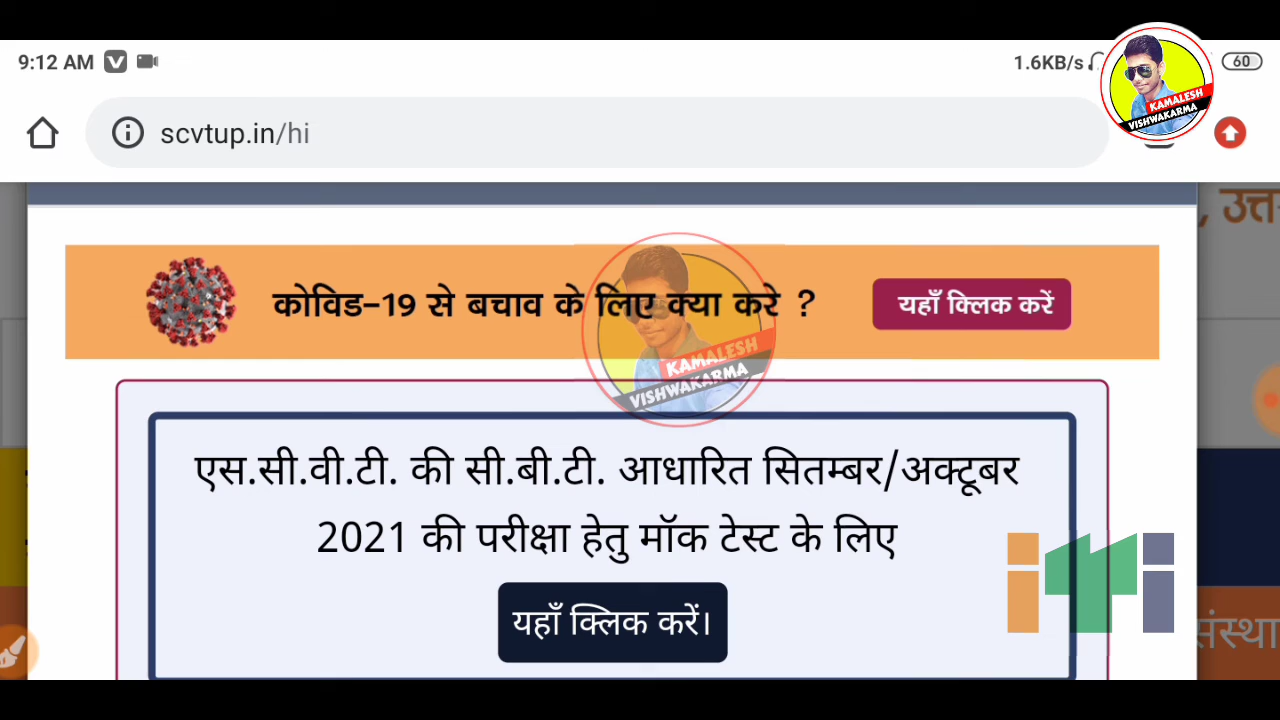 9:12 AM
1.6KB/s
60
KAMALESH
VISHWAKARMA
scvtup.in/hi
, उत्त
कोविड-19 से बचाव के लिए क्या करे ?
यहाँ क्लिक करें
KAMALESH
VISHWAKARMA
एस.सी.वी.टी. की सी.बी.टी. आधारित सितम्बर/अक्टूबर
2021 की परीक्षा हेतु मॉक टेस्ट के लिए
यहाँ क्लिक करें।
iTi
संस्था